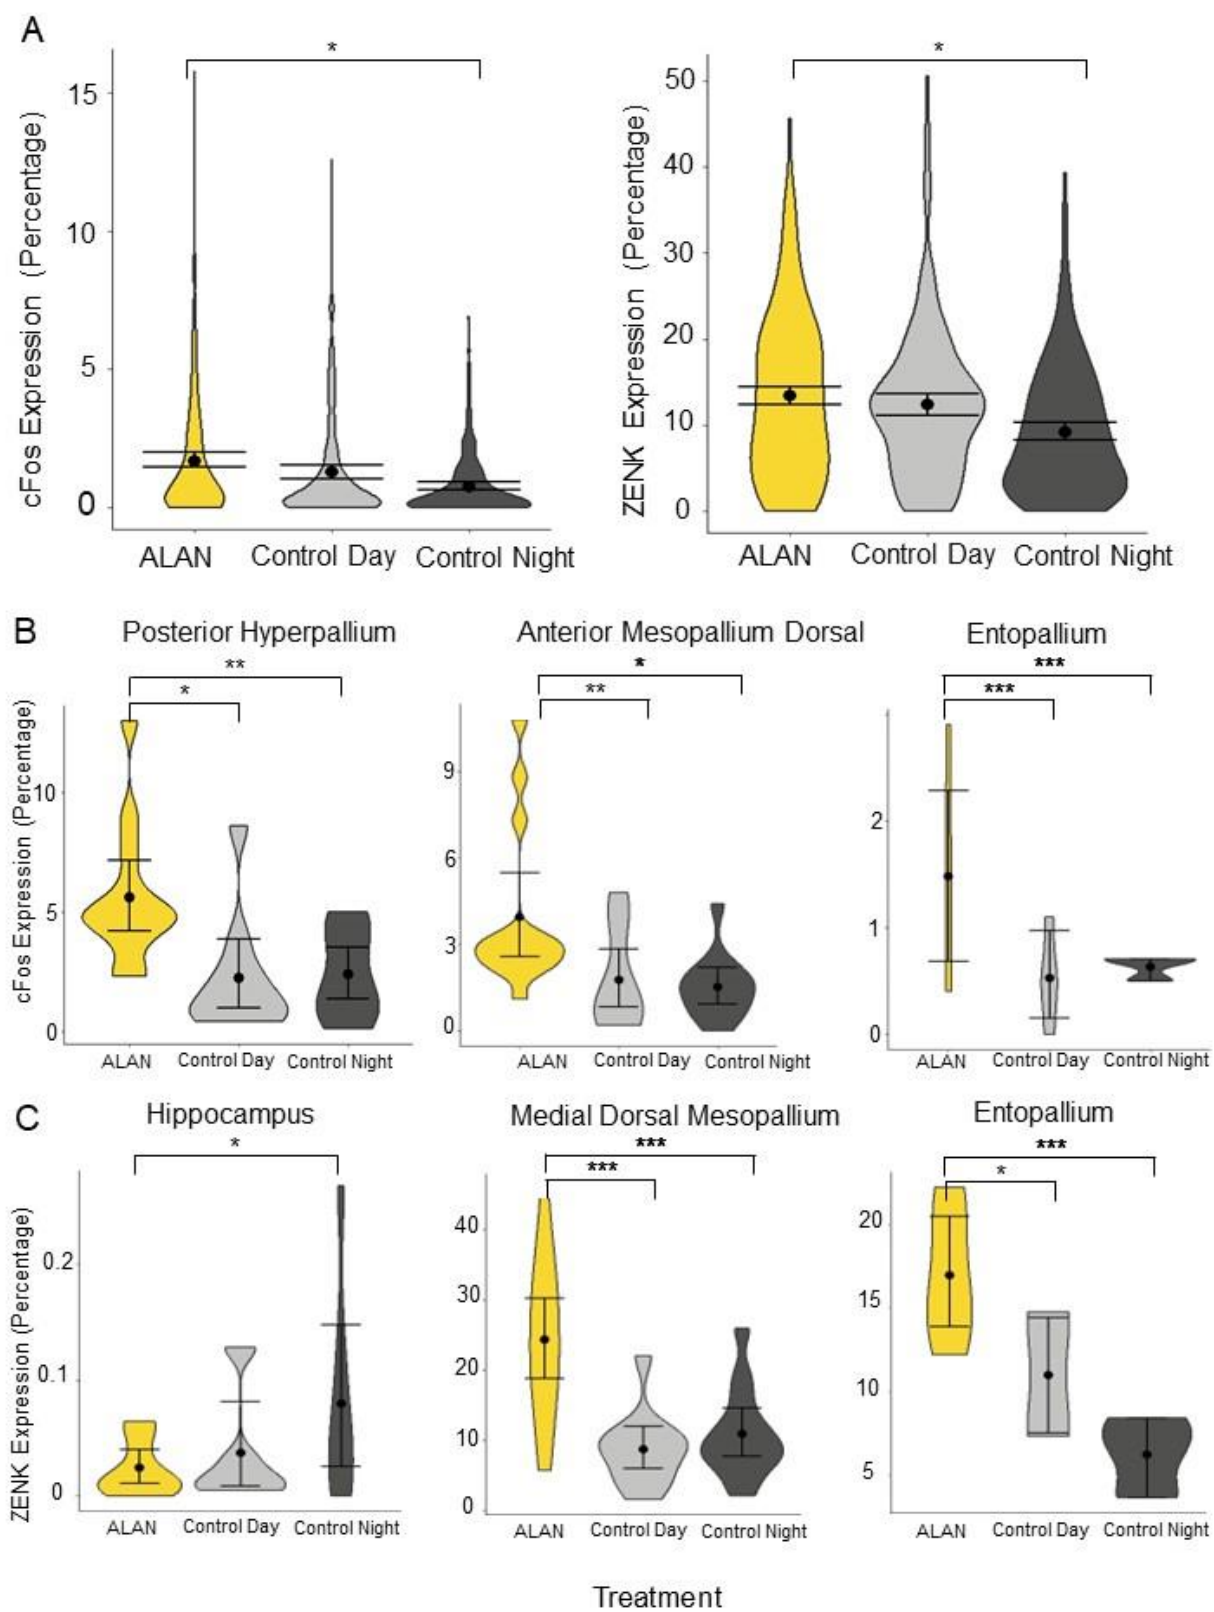 A
*
*
cFos Expression (Percentage)
15
10
5
0
ALAN Control Day Control Night
ZENK Expression (Percentage)
50
40
30
20
10
0
ALAN Control Day Control Night
B
Posterior Hyperpallium
**
*
cFos Expression (Percentage)
10
5
0
ALAN Control Day Control Night
Anterior Mesopallium Dorsal
*
**
9
6
3
0
ALAN Control Day Control Night
Entopallium
***
***
2
1
0
ALAN Control Day Control Night
C
Hippocampus
*
ZENK Expression (Percentage)
0.2
0.1
0
ALAN Control Day Control Night
Medial Dorsal Mesopallium
***
***
40
30
20
10
0
ALAN Control Day Control Night
Entopallium
***
*
20
15
10
5
ALAN Control Day Control Night
Treatment